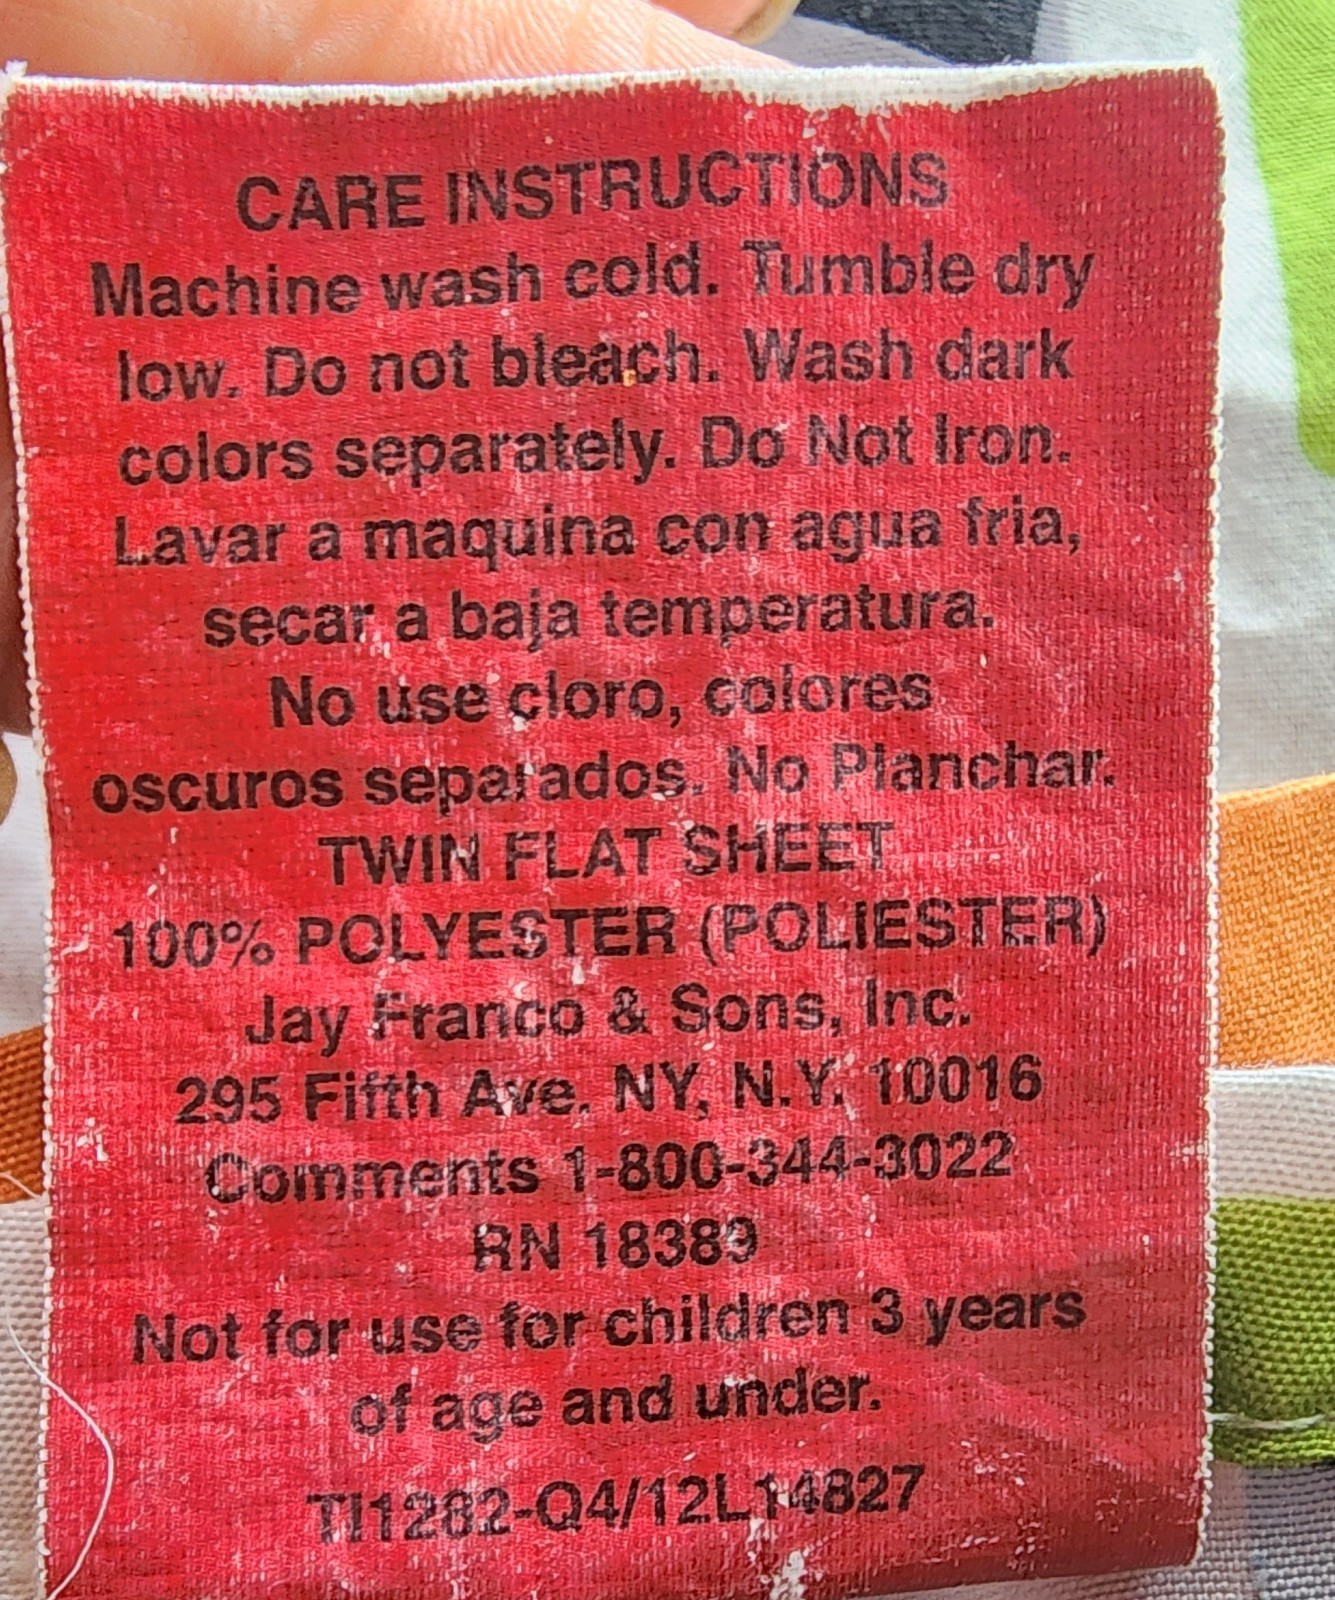 CARE INSTRUCTIONS
Machine wash cold. Tumble dry
low. Do not bleach. Wash dark
colors separately. Do Not Iron.
Lavar a maquina con agua fria,
secar a baja temperatura.
No use cloro, colores
oscuros separados. No Planchar.
TWIN FLAT SHEET
100% POLYESTER (POLIESTER)
Jay Franco & Sons, Inc.
295 Fifth Ave. NY, N.Y. 10016
Comments 1-800-344-3022
RN 18389
Not for use for children 3 years
of age and under.
TI1282-Q4/12L14827